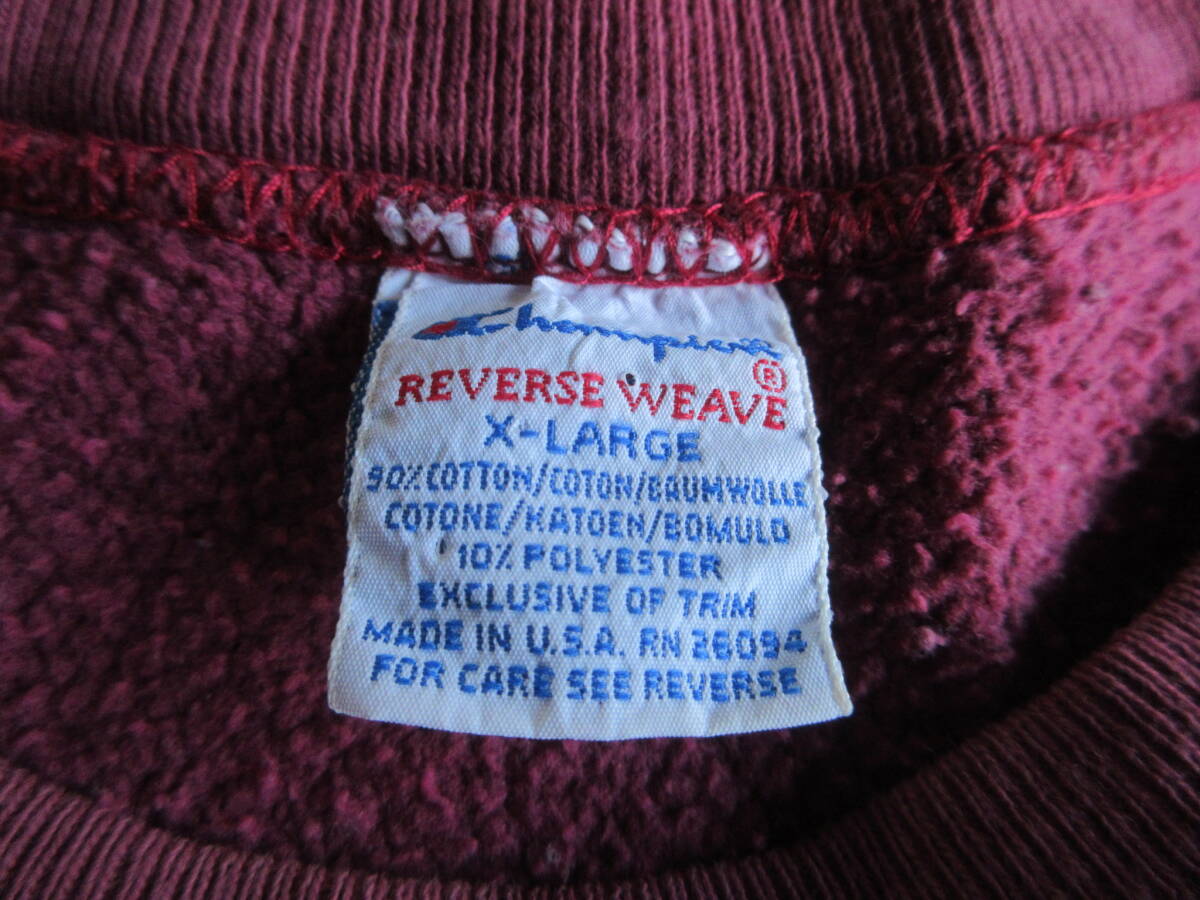 Champion
REVERSE WEAVE®
X-LARGE
90% COTTON/COTON/BAUMWOLLE
COTONE/KATOEN/BOMULD
10% POLYESTER
EXCLUSIVE OF TRIM
MADE IN U.S.A. RN 26094
FOR CARE SEE REVERSE